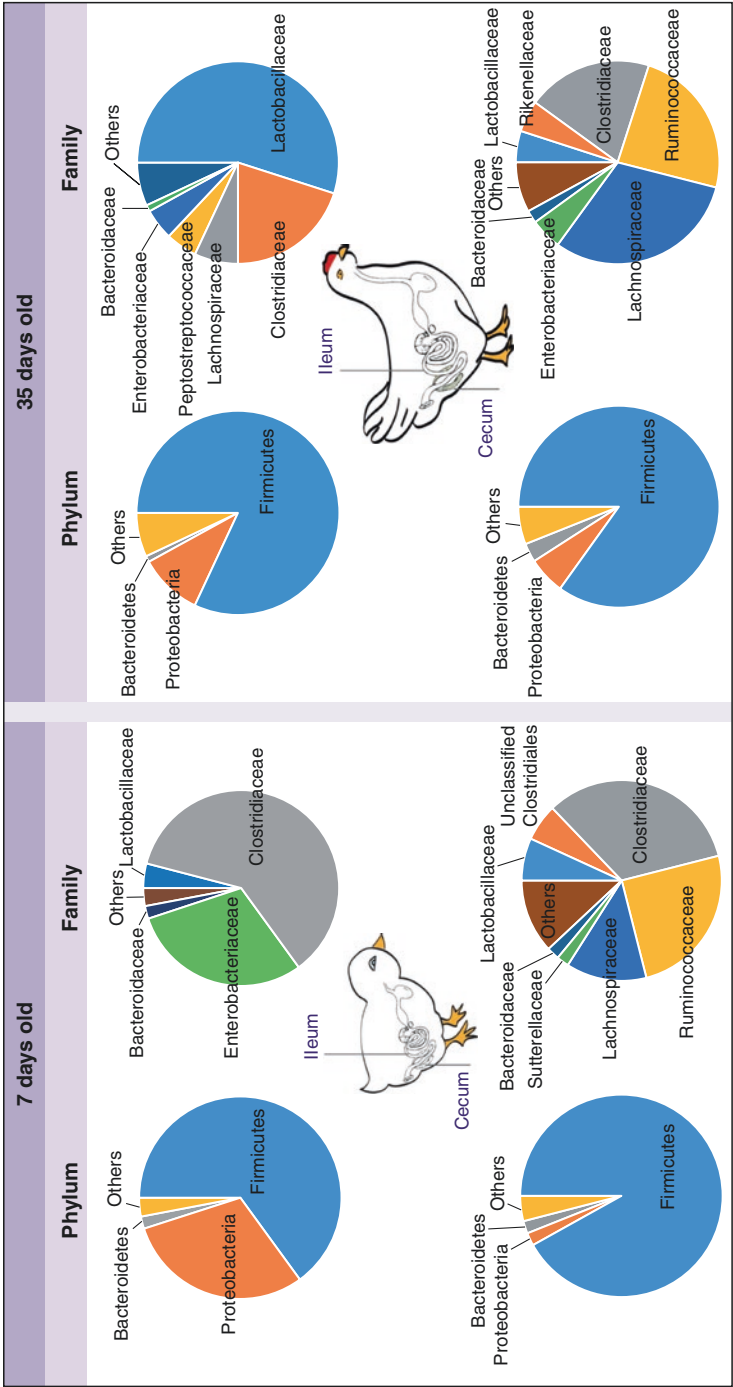 7 days old
35 days old
Phylum
Family
Phylum
Family
Bacteroidetes
Others
Proteobacteria
Firmicutes
Bacteroidaceae
Others
Lactobacillaceae
Enterobacteriaceae
Clostridiaceae
Bacteroidetes
Others
Proteobacteria
Firmicutes
Bacteroidaceae
Others
Enterobacteriaceae
Peptostreptococcaceae
Lachnospiraceae
Clostridiaceae
Lactobacillaceae
Ileum
Cecum
Ileum
Cecum
Bacteroidetes
Others
Proteobacteria
Firmicutes
Lactobacillaceae
Unclassified
Clostridiales
Bacteroidaceae
Others
Sutterellaceae
Lachnospiraceae
Clostridiaceae
Ruminococcaceae
Bacteroidetes
Others
Proteobacteria
Firmicutes
Bacteroidaceae
Others
Lactobacillaceae
Rikenellaceae
Enterobacteriaceae
Clostridiaceae
Lachnospiraceae
Ruminococcaceae